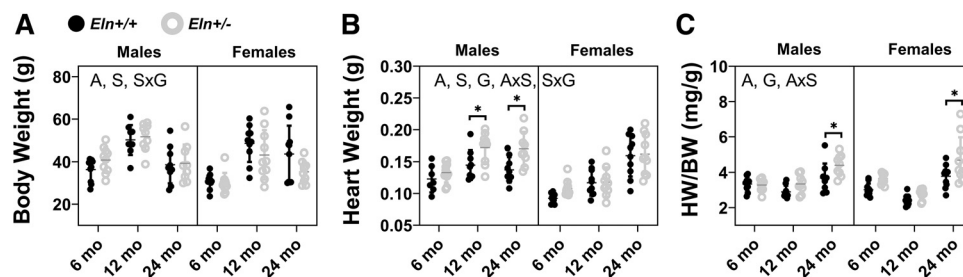 A
Eln+/+ Eln+/-
Males Females
Body Weight (g)
80
60
40
20
A, S, SxG
6 mo 12 mo 24 mo 6 mo 12 mo 24 mo
B
Males Females
Heart Weight (g)
0.30
0.25
0.20
0.15
0.10
0.05
A, S, G, AxS, SxG
* *
6 mo 12 mo 24 mo 6 mo 12 mo 24 mo
C
Males Females
HW/BW (mg/g)
10
8
6
4
2
A, G, AxS
* *
6 mo 12 mo 24 mo 6 mo 12 mo 24 mo